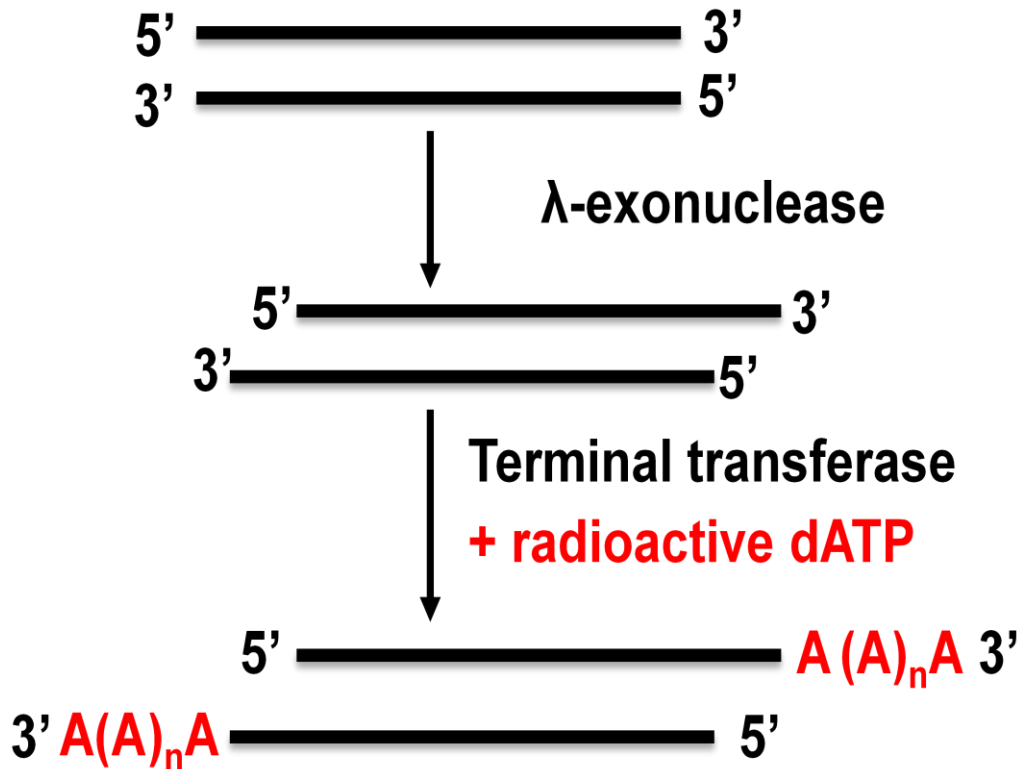 5’ 3’
3’ 5’
λ-exonuclease
5’ 3’
3’ 5’
Terminal transferase
+ radioactive dATP
5’ A (A)nA 3’
3’ A(A)nA 5’